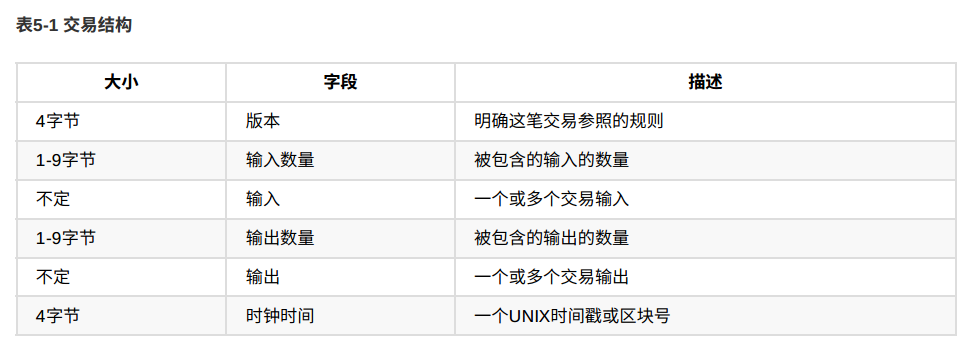 表5-1 交易结构
大小 字段 描述
4字节 版本 明确这笔交易参照的规则
1-9字节 输入数量 被包含的输入的数量
不定 输入 一个或多个交易输入
1-9字节 输出数量 被包含的输出的数量
不定 输出 一个或多个交易输出
4字节 时钟时间 一个UNIX时间戳或区块号